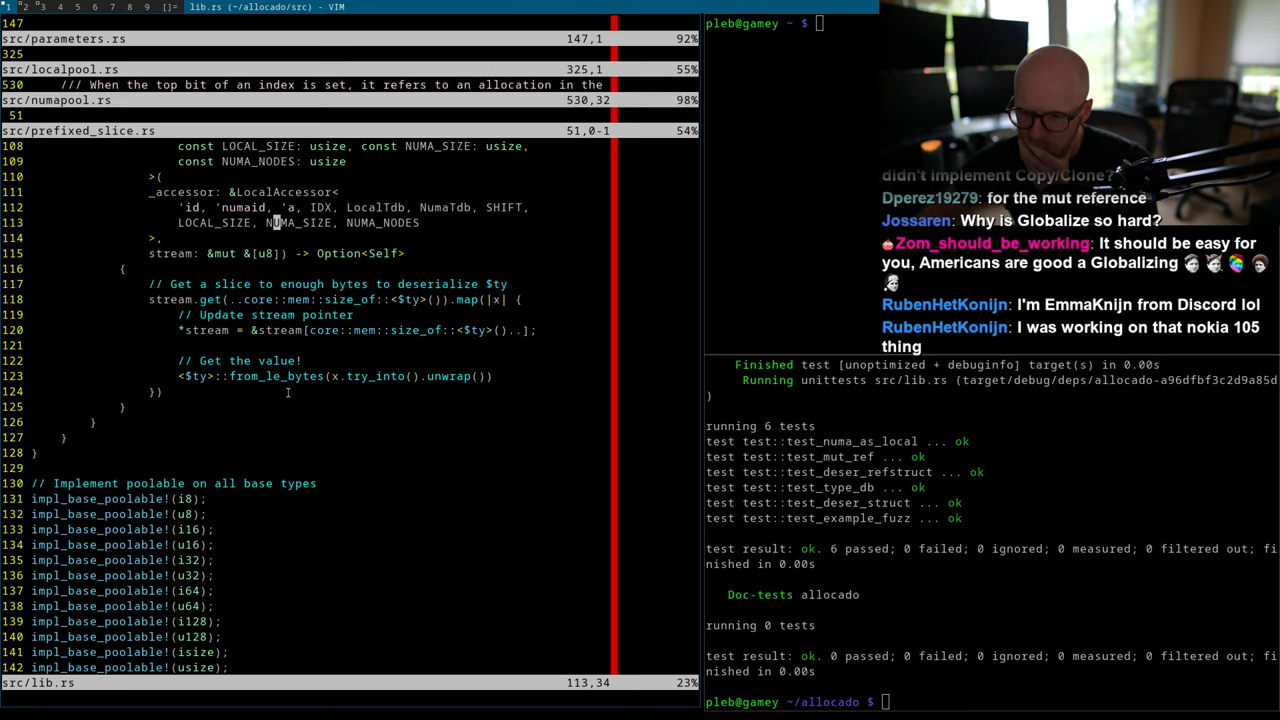 1 2 3 4 5 6 7 8 9 []= lib.rs (~/allocado/src) - VIM
147
src/parameters.rs 147,1 92%
325
src/localpool.rs 325,1 55%
530 /// When the top bit of an index is set, it refers to an allocation in the
src/numapool.rs 530,32 98%
51
src/prefixed_slice.rs 51,0-1 54%
108 const LOCAL_SIZE: usize, const NUMA_SIZE: usize,
109 const NUMA_NODES: usize
110 >(
111 _accessor: &LocalAccessor<
112 'id, 'numaid, 'a, IDX, LocalTdb, NumaTdb, SHIFT,
113 LOCAL_SIZE, NUMA_SIZE, NUMA_NODES
114 >,
115 stream: &mut &[u8]) -> Option<Self>
116 {
117 // Get a slice to enough bytes to deserialize $ty
118 stream.get(..core::mem::size_of::<$ty>()).map(|x| {
119 // Update stream pointer
120 *stream = &stream[core::mem::size_of::<$ty>()..];
121
122 // Get the value!
123 <$ty>::from_le_bytes(x.try_into().unwrap())
124 })
125 }
126 }
127 }
128 }
129
130 // Implement poolable on all base types
131 impl_base_poolable!(i8);
132 impl_base_poolable!(u8);
133 impl_base_poolable!(i16);
134 impl_base_poolable!(u16);
135 impl_base_poolable!(i32);
136 impl_base_poolable!(u32);
137 impl_base_poolable!(i64);
138 impl_base_poolable!(u64);
139 impl_base_poolable!(i128);
140 impl_base_poolable!(u128);
141 impl_base_poolable!(isize);
142 impl_base_poolable!(usize);
src/lib.rs 113,34 23%
pleb@gamey ~ $
didn't implement Copy/Clone?
Dperez19279: for the mut reference
Jossaren: Why is Globalize so hard?
Zom_should_be_working: It should be easy for
you, Americans are good a Globalizing
RubenHetKonijn: I'm EmmaKnijn from Discord lol
RubenHetKonijn: I was working on that nokia 105
thing
Finished test [unoptimized + debuginfo] target(s) in 0.00s
Running unittests src/lib.rs (target/debug/deps/allocado-a96dfbf3c2d9a85d
)
running 6 tests
test test::test_numa_as_local ... ok
test test::test_mut_ref ... ok
test test::test_deser_refstruct ... ok
test test::test_type_db ... ok
test test::test_deser_struct ... ok
test test::test_example_fuzz ... ok
test result: ok. 6 passed; 0 failed; 0 ignored; 0 measured; 0 filtered out; fi
nished in 0.00s
Doc-tests allocado
running 0 tests
test result: ok. 0 passed; 0 failed; 0 ignored; 0 measured; 0 filtered out; fi
nished in 0.00s
pleb@gamey ~/allocado $